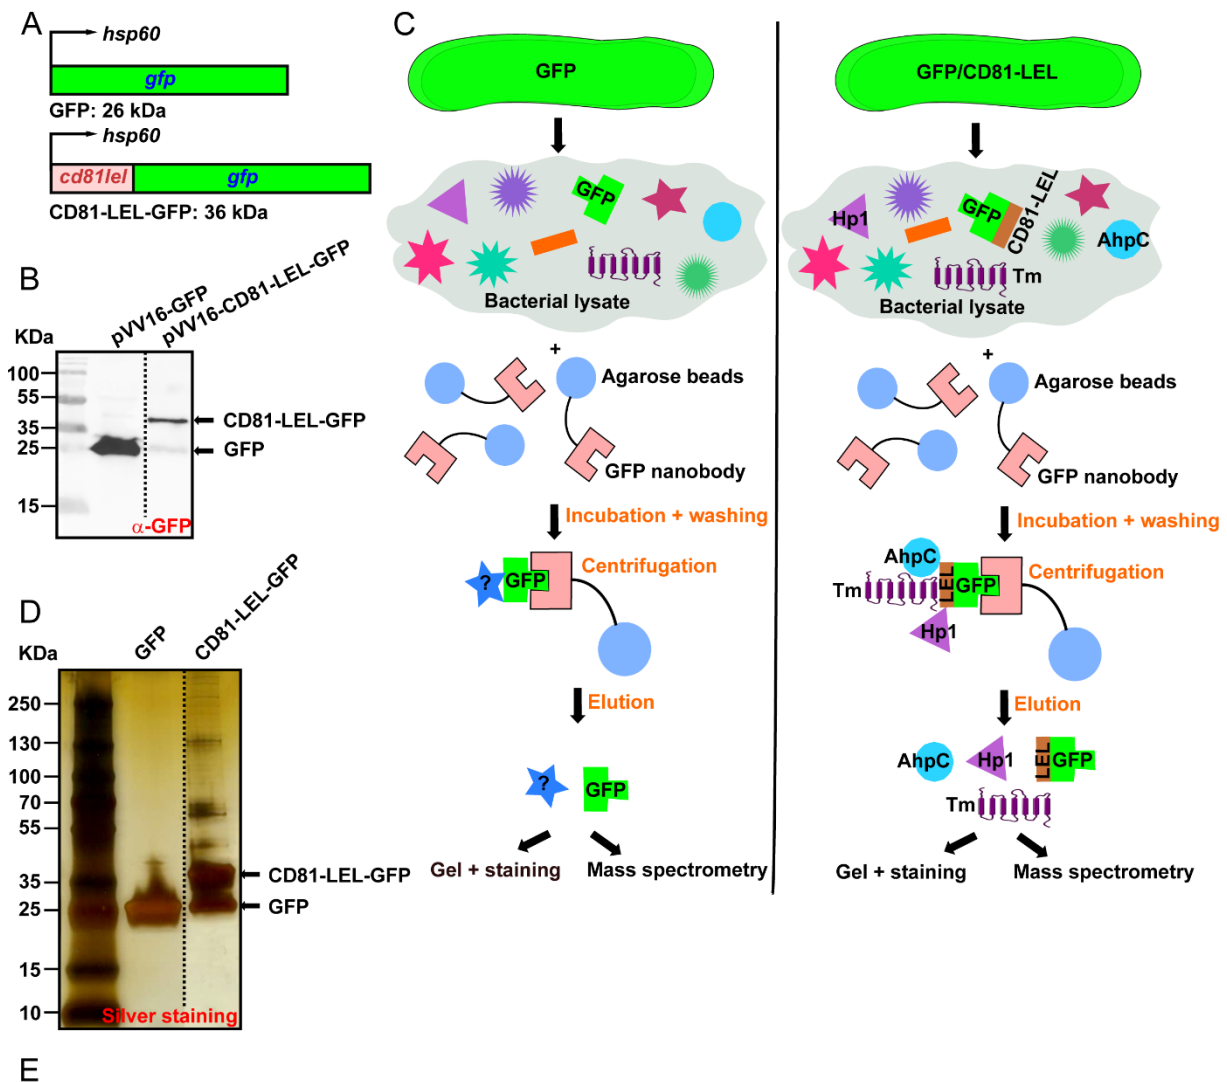 A
hsp60
gfp
GFP: 26 kDa
hsp60
cd81lel
gfp
CD81-LEL-GFP: 36 kDa
B
KDa
pVV16-GFP
pVV16-CD81-LEL-GFP
100
55
35
25
15
CD81-LEL-GFP
GFP
α-GFP
C
GFP
GFP
Bacterial lysate
+
Agarose beads
GFP nanobody
Incubation + washing
Centrifugation
? GFP
Elution
?
GFP
Gel + staining
Mass spectrometry
GFP/CD81-LEL
Hp1
GFP
CD81-LEL
AhpC
Tm
Bacterial lysate
+
Agarose beads
GFP nanobody
Incubation + washing
AhpC
Centrifugation
Tm
LEL
GFP
Hp1
Elution
AhpC
Hp1
LEL
GFP
Tm
Gel + staining
Mass spectrometry
D
KDa
GFP
CD81-LEL-GFP
250
130
100
70
55
35
25
15
10
CD81-LEL-GFP
GFP
Silver staining
E